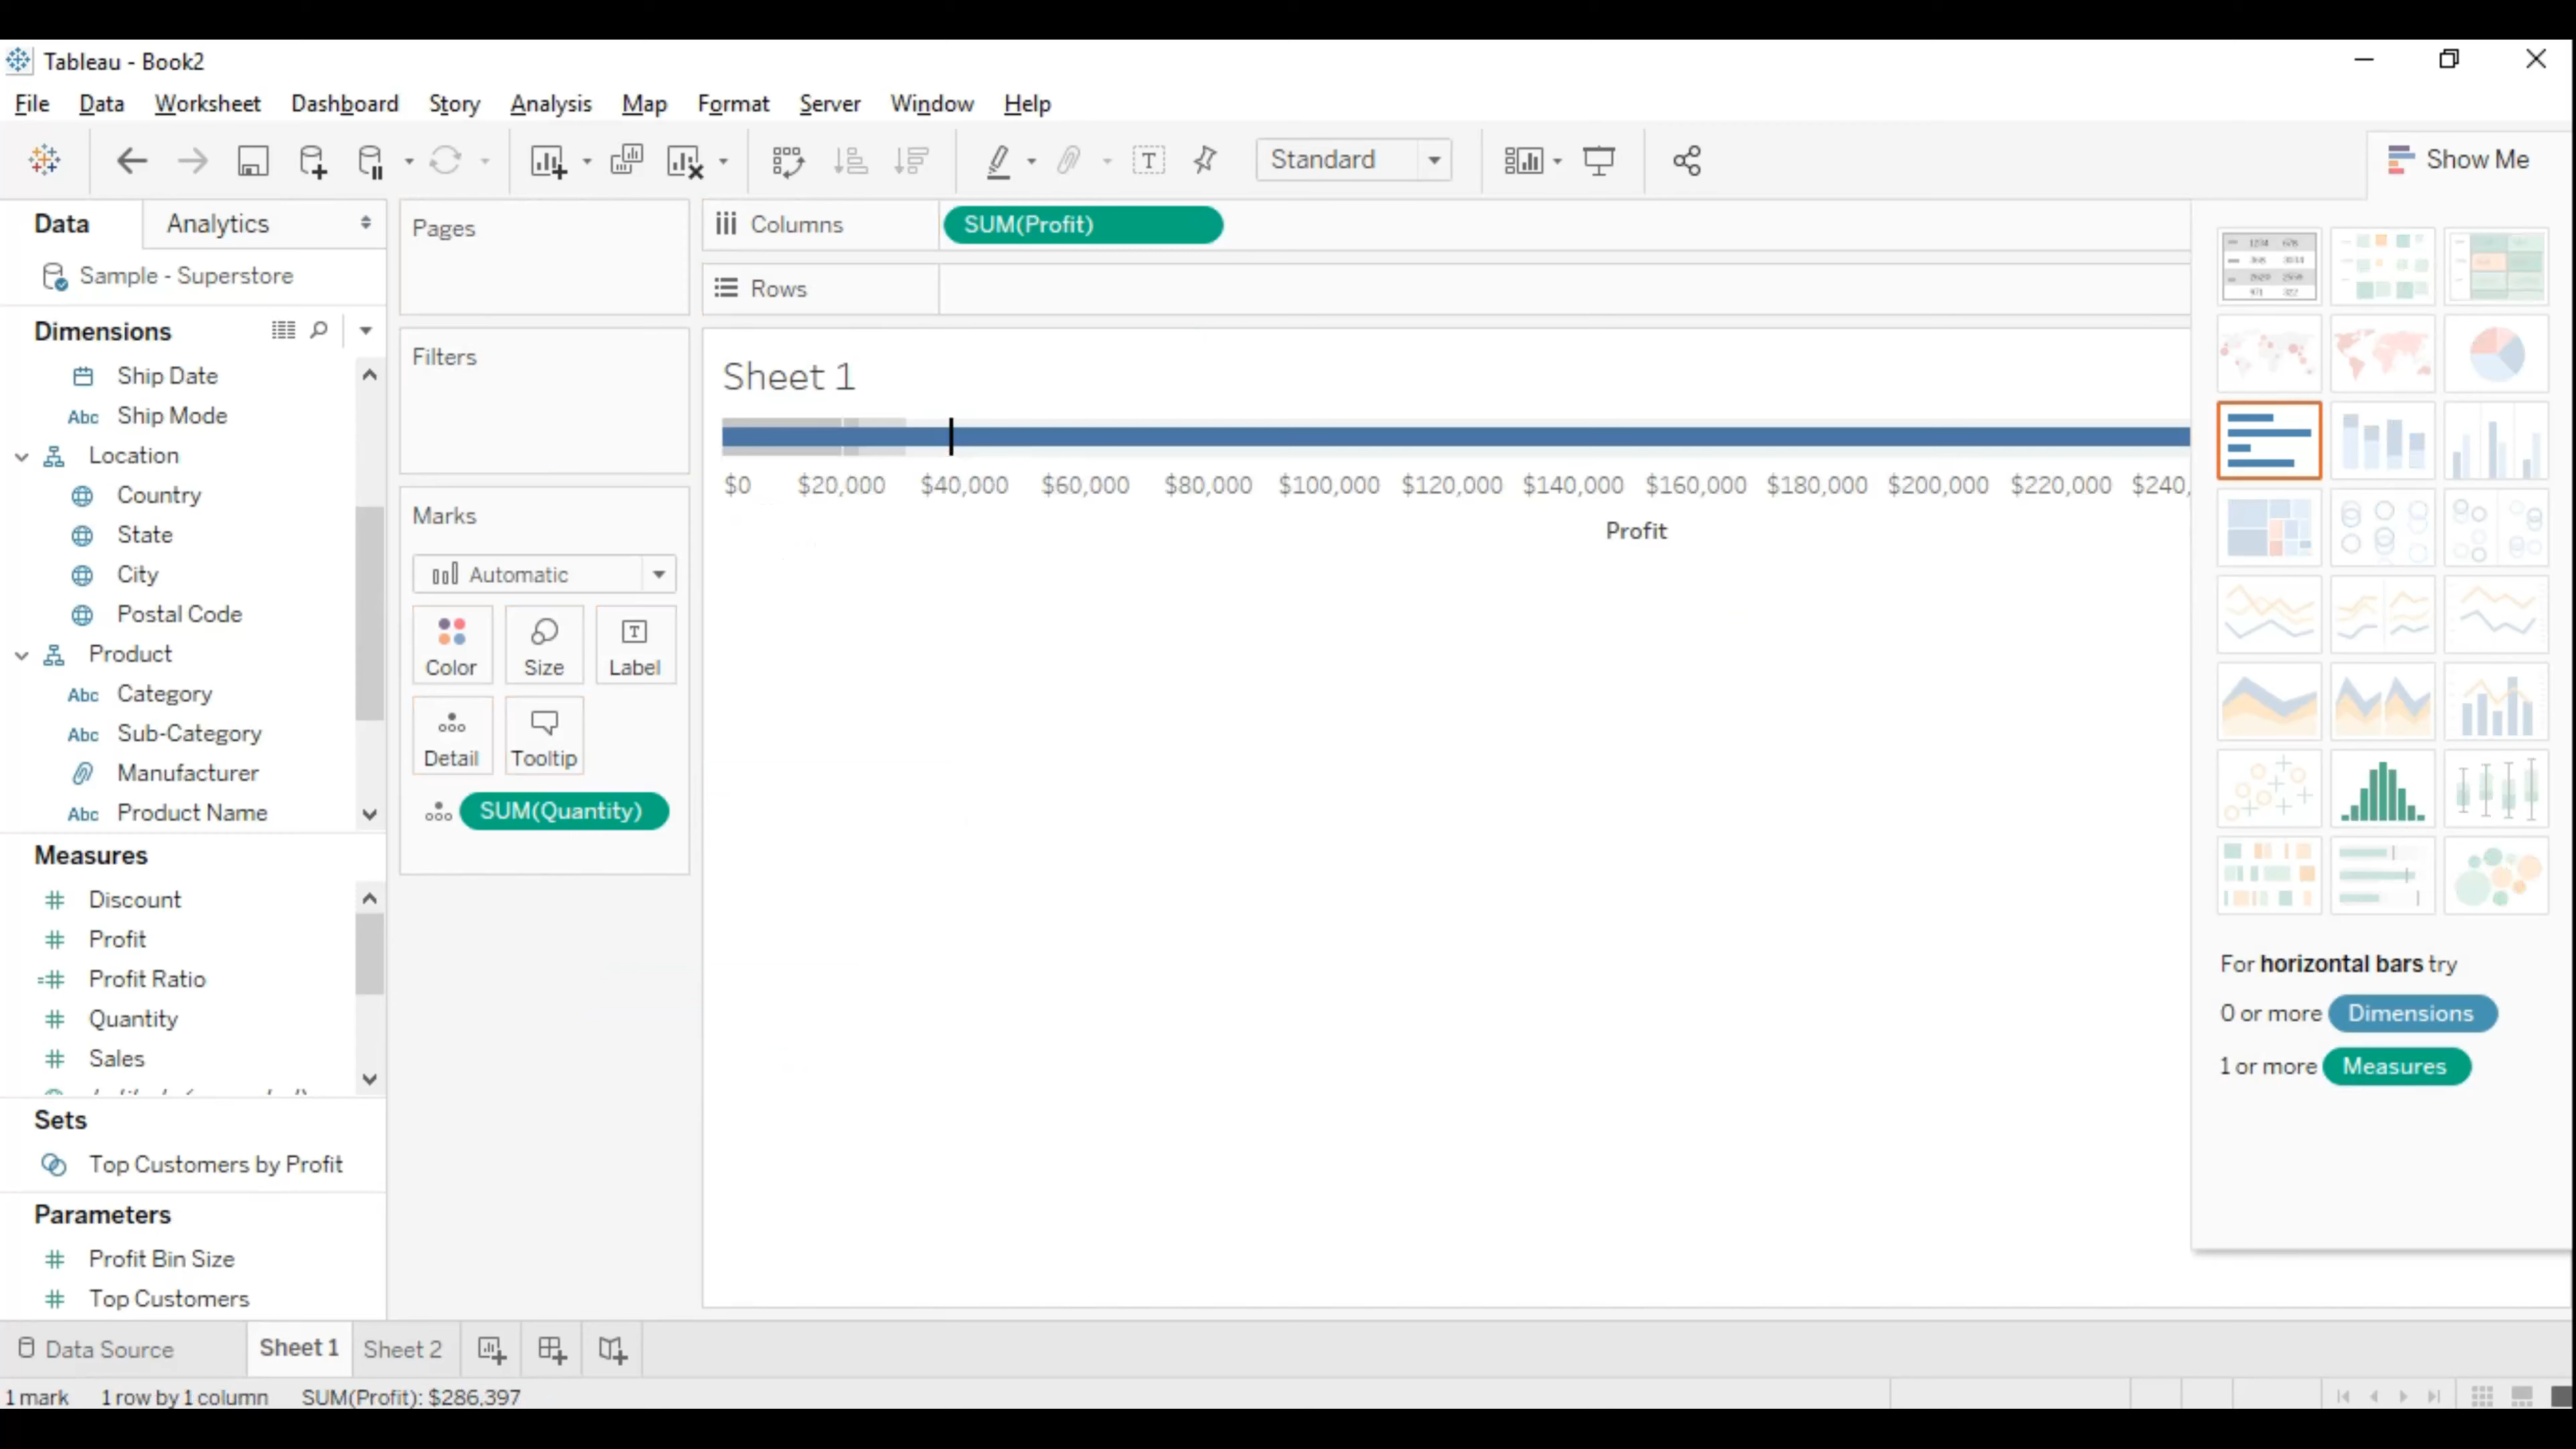 Tableau - Book2
File Data Worksheet Dashboard Story Analysis Map Format Server Window Help
Standard
Show Me
Data Analytics
Sample - Superstore
Dimensions
Ship Date
Abc Ship Mode
Location
Country
State
City
Postal Code
Product
Abc Category
Abc Sub-Category
Manufacturer
Abc Product Name
Measures
Discount
Profit
Profit Ratio
Quantity
Sales
Sets
Top Customers by Profit
Parameters
Profit Bin Size
Top Customers
Pages
Filters
Marks
Automatic
Color Size Label
Detail Tooltip
SUM(Quantity)
Columns SUM(Profit)
Rows
Sheet 1
$0 $20,000 $40,000 $60,000 $80,000 $100,000 $120,000 $140,000 $160,000 $180,000 $200,000 $220,000 $240,
Profit
For horizontal bars try
0 or more Dimensions
1 or more Measures
Data Source Sheet 1 Sheet 2
1 mark 1 row by 1 column SUM(Profit): $286,397